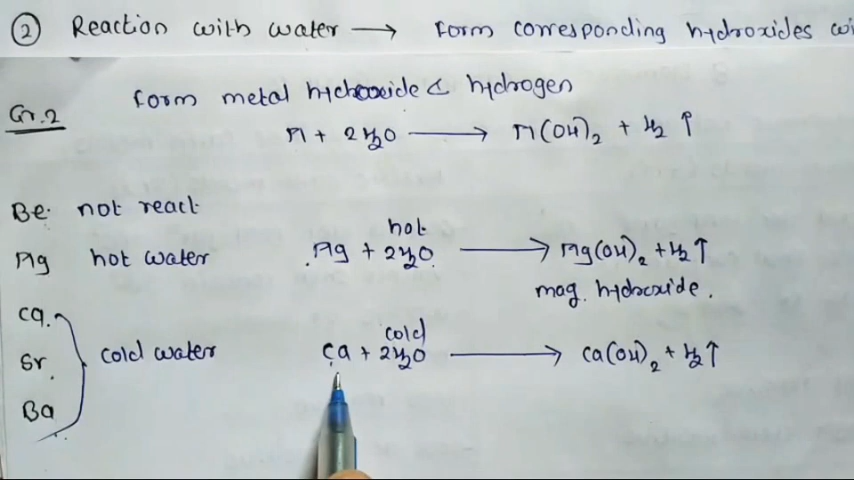 ② Reaction with water → form corresponding hydroxides wi
form metal hydroxide & hydrogen
Gr.2
M + 2H₂O → M(OH)₂ + H₂ ↑
Be not react
hot
Mg hot water Mg + 2H₂O → Mg(OH)₂ + H₂↑
mag. hydroxide.
Ca
cold
Sr cold water Ca + 2H₂O → Ca(OH)₂ + H₂↑
Ba